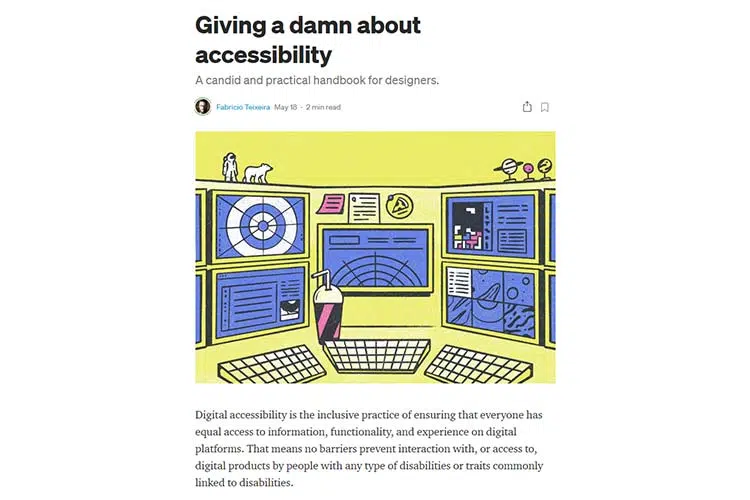 Giving a damn about
accessibility
A candid and practical handbook for designers.
Fabricio Teixeira May 18 · 2 min read
Digital accessibility is the inclusive practice of ensuring that everyone has
equal access to information, functionality, and experience on digital
platforms. That means no barriers prevent interaction with, or access to,
digital products by people with any type of disabilities or traits commonly
linked to disabilities.